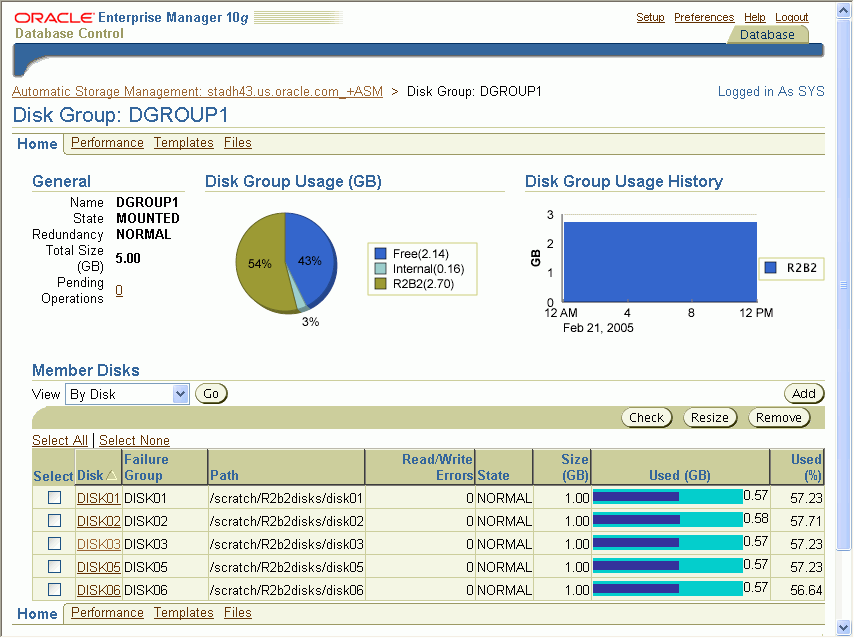 ORACLE Enterprise Manager 10g
Database Control
Setup Preferences Help Logout
Database
Automatic Storage Management: stadh43.us.oracle.com_+ASM > Disk Group: DGROUP1
Logged in As SYS
Disk Group: DGROUP1
Home Performance Templates Files
General
Name DGROUP1
State MOUNTED
Redundancy NORMAL
Total Size (GB) 5.00
Pending Operations 0
Disk Group Usage (GB)
54%
43%
3%
Free(2.14)
Internal(0.16)
R2B2(2.70)
Disk Group Usage History
GB
3
2
1
0
12 AM 4 8 12 PM
Feb 21, 2005
R2B2
Member Disks
View By Disk Go
Add
Check Resize Remove
Select All | Select None
Select Disk Failure Group Path Read/Write Errors State Size (GB) Used (GB) Used (%)
DISK01 DISK01 /scratch/R2b2disks/disk01 0 NORMAL 1.00 0.57 57.23
DISK02 DISK02 /scratch/R2b2disks/disk02 0 NORMAL 1.00 0.58 57.71
DISK03 DISK03 /scratch/R2b2disks/disk03 0 NORMAL 1.00 0.57 57.23
DISK05 DISK05 /scratch/R2b2disks/disk05 0 NORMAL 1.00 0.57 57.23
DISK06 DISK06 /scratch/R2b2disks/disk06 0 NORMAL 1.00 0.57 56.64
Home Performance Templates Files